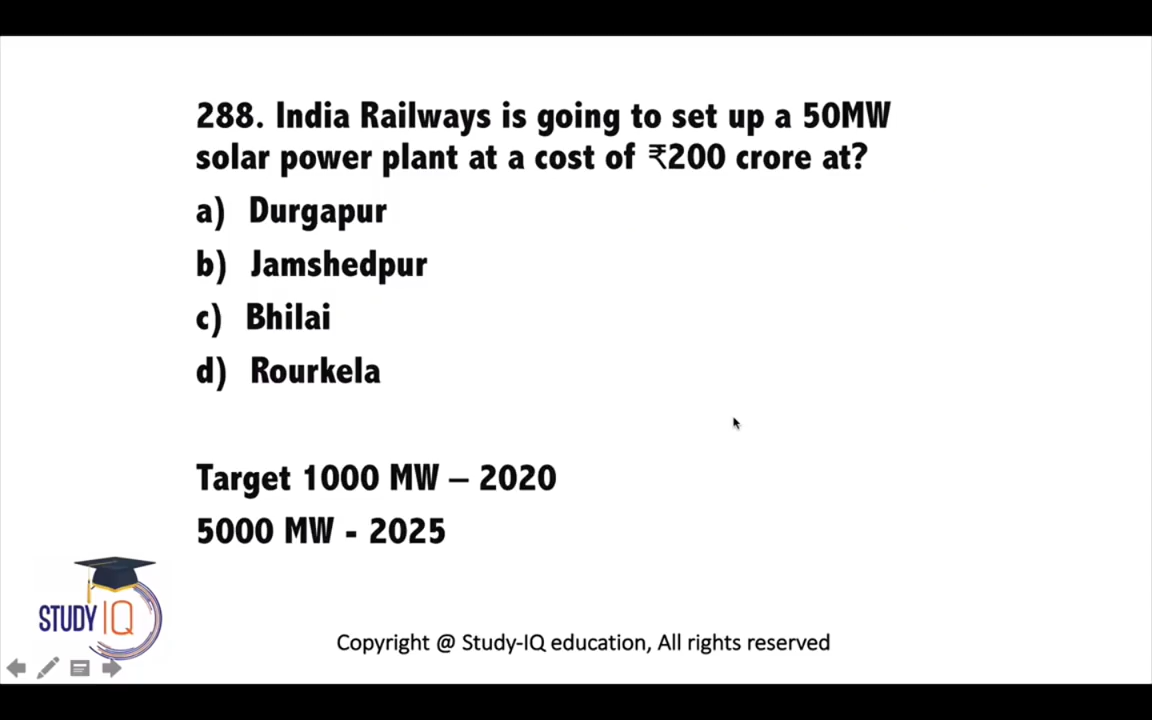 288. India Railways is going to set up a 50MW
solar power plant at a cost of ₹200 crore at?
a) Durgapur
b) Jamshedpur
c) Bhilai
d) Rourkela
Target 1000 MW – 2020
5000 MW - 2025
STUDY IQ
Copyright @ Study-IQ education, All rights reserved